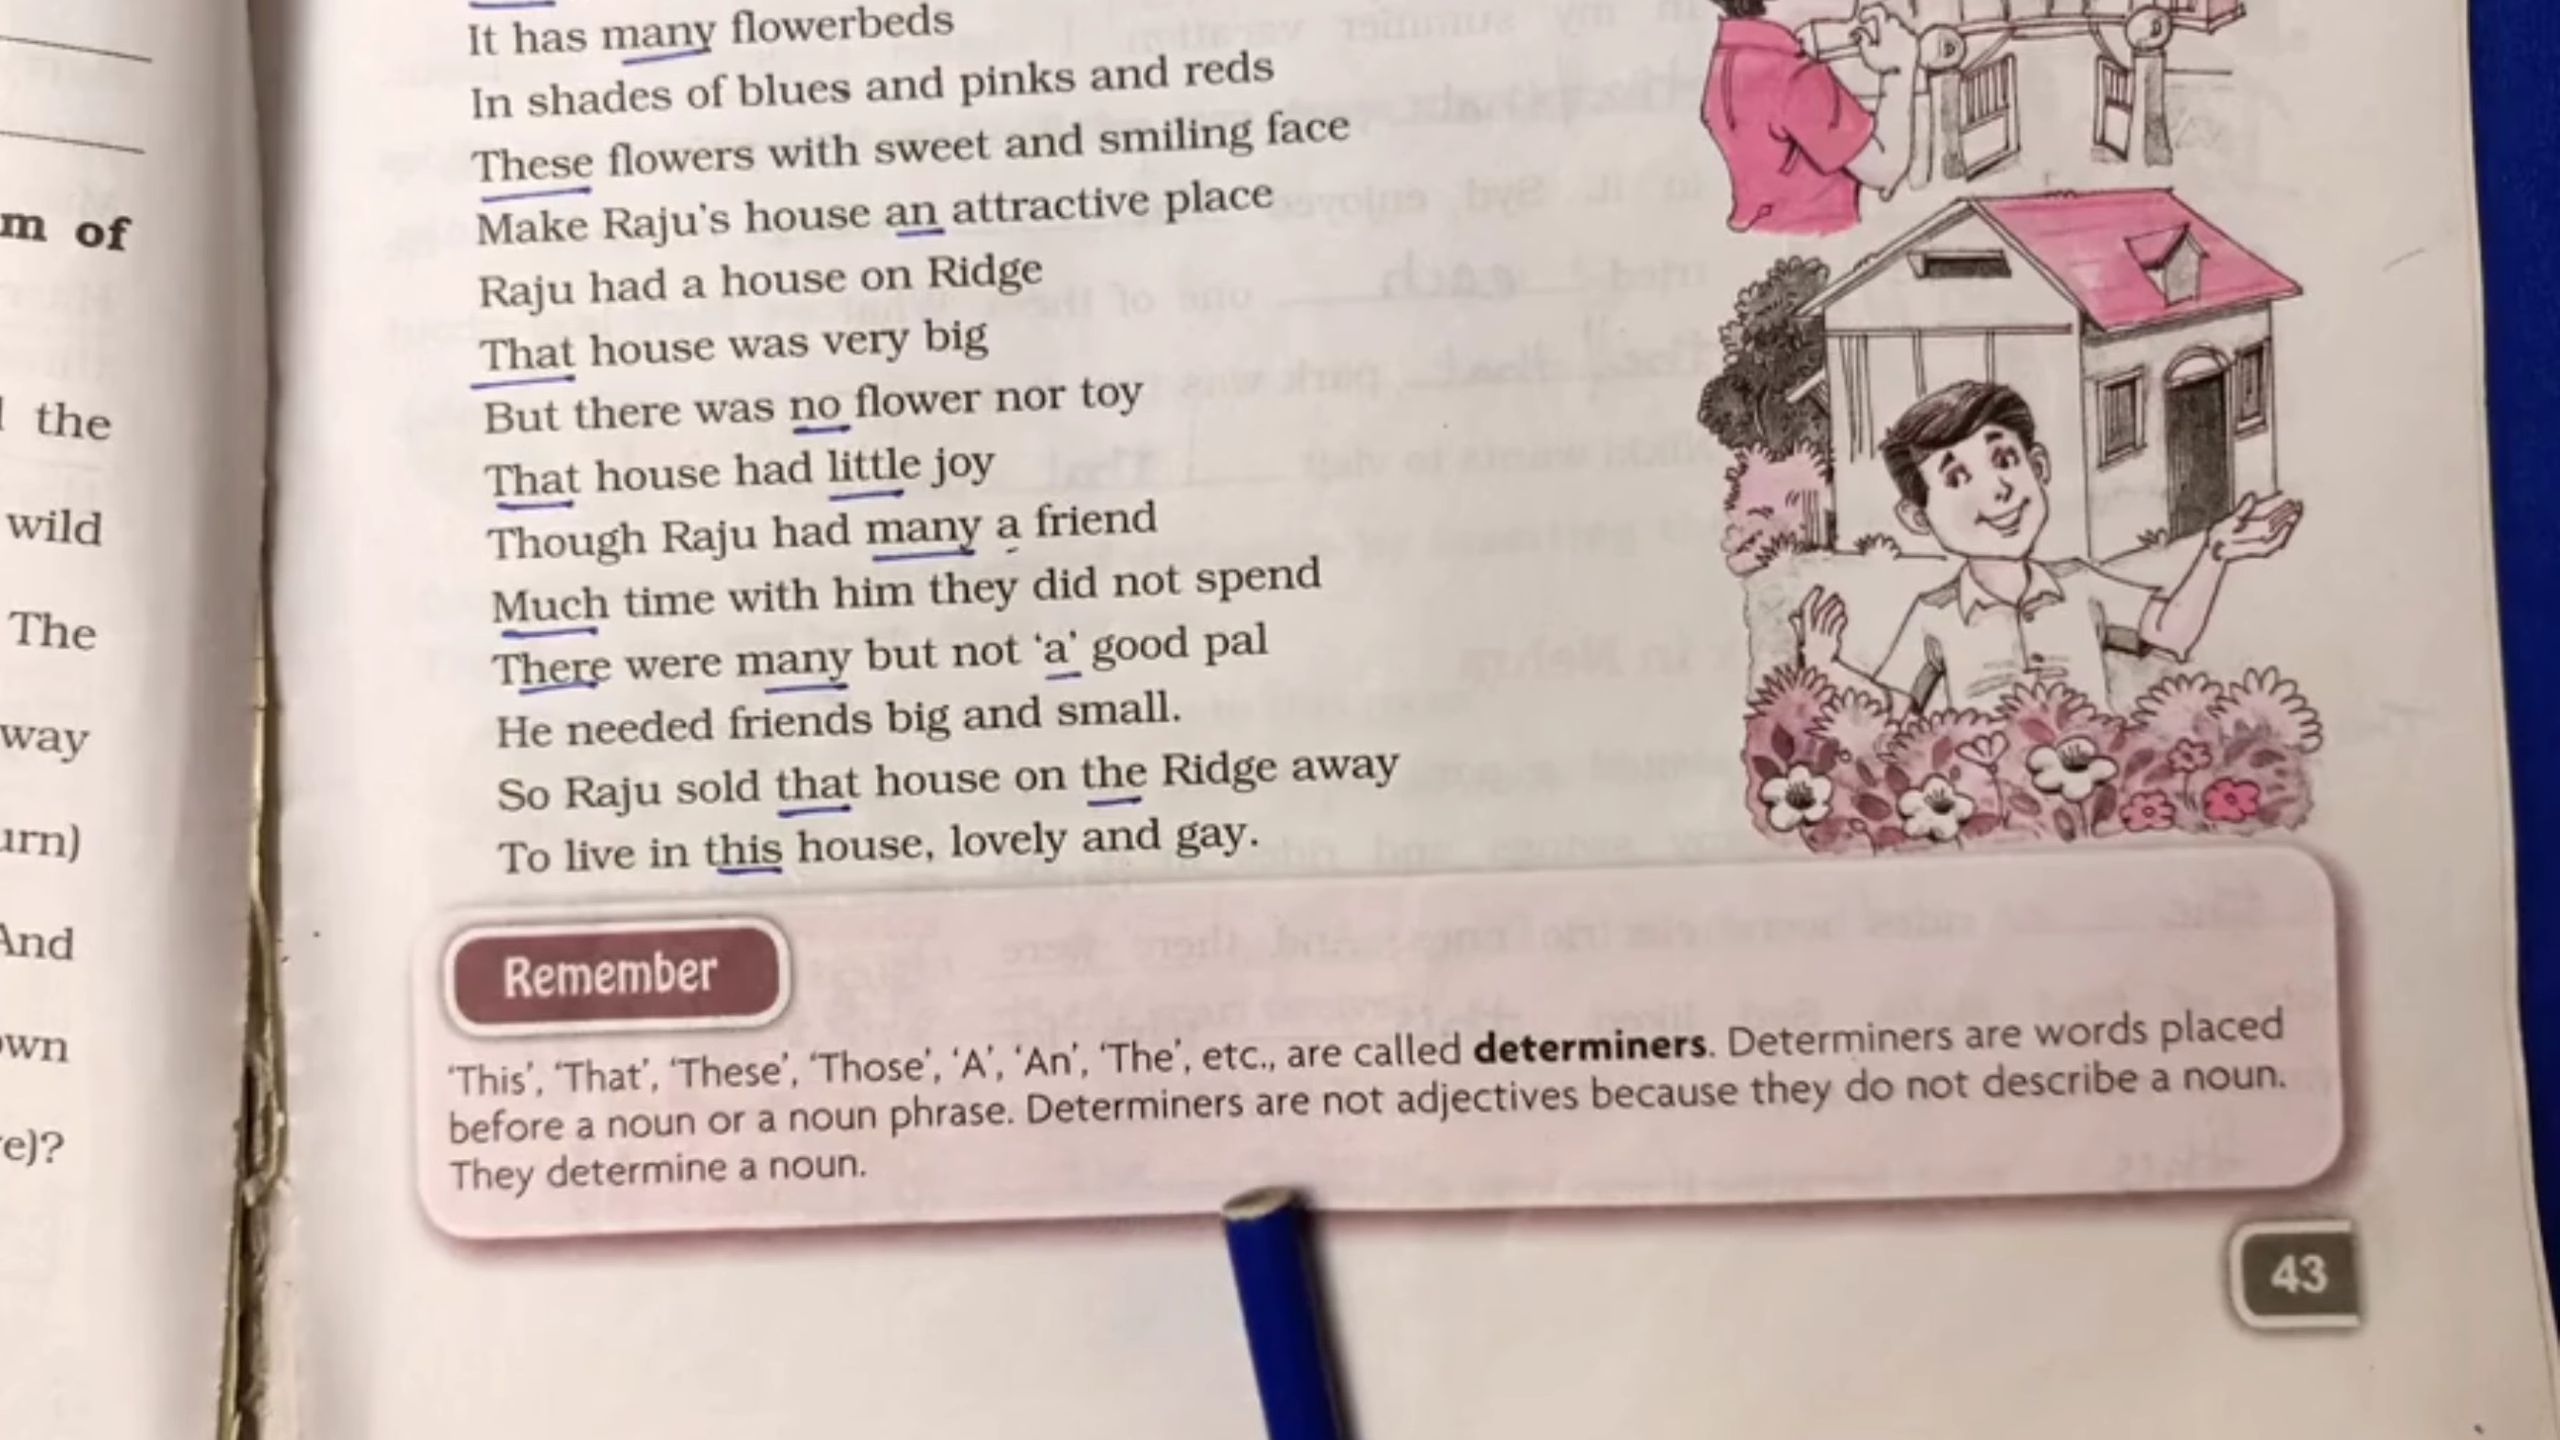 m of
the
wild
The
way
urn)
And
own
e)?
It has many flowerbeds
In shades of blues and pinks and reds
These flowers with sweet and smiling face
Make Raju's house an attractive place
Raju had a house on Ridge
That house was very big
But there was no flower nor toy
That house had little joy
Though Raju had many a friend
Much time with him they did not spend
There were many but not ‘a’ good pal
He needed friends big and small.
So Raju sold that house on the Ridge away
To live in this house, lovely and gay.
Remember
‘This’, ‘That’, ‘These’, ‘Those’, ‘A’, ‘An’, ‘The’, etc., are called determiners. Determiners are words placed
before a noun or a noun phrase. Determiners are not adjectives because they do not describe a noun.
They determine a noun.
43